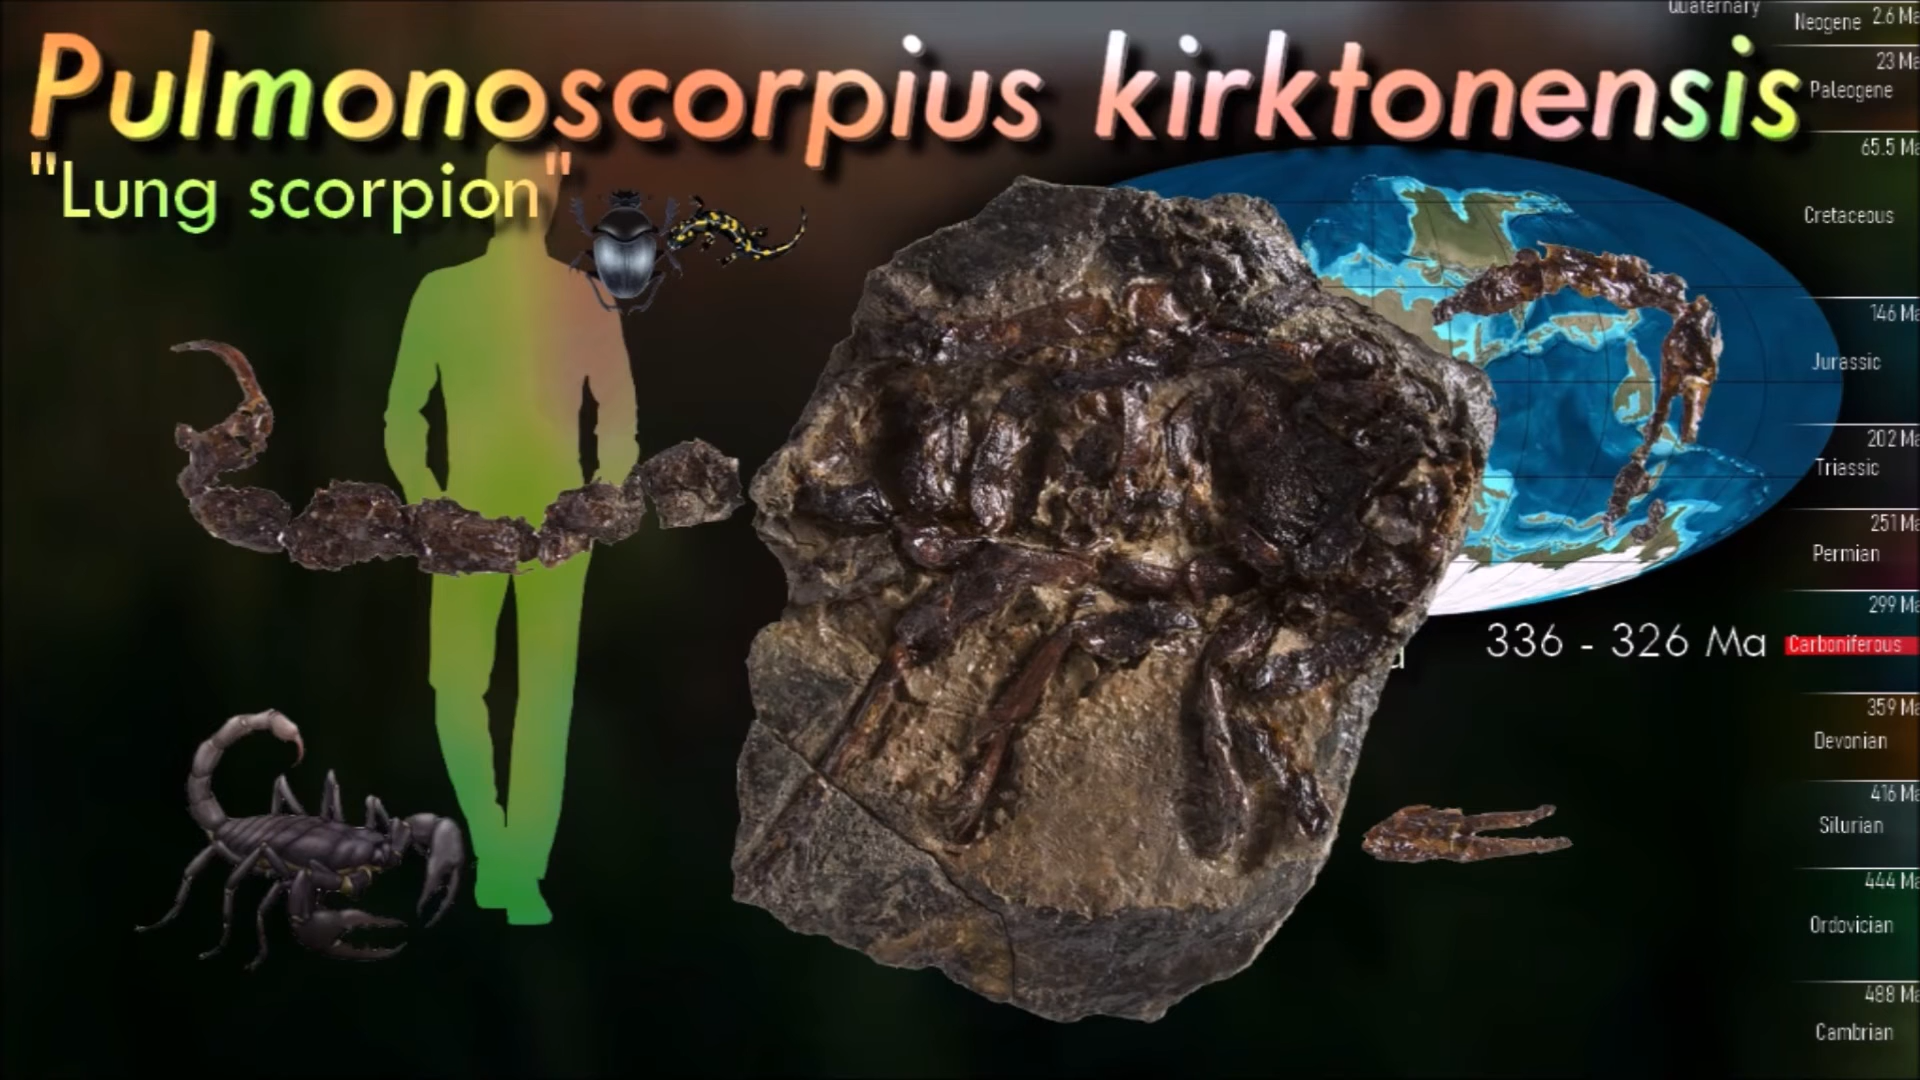 Pulmonoscorpius kirktonensis
"Lung scorpion"
336 - 326 Ma
Quaternary
Neogene 2.6 Ma
23 Ma
Paleogene
65.5 Ma
Cretaceous
146 Ma
Jurassic
202 Ma
Triassic
251 Ma
Permian
299 Ma
Carboniferous
359 Ma
Devonian
416 Ma
Silurian
444 Ma
Ordovician
488 Ma
Cambrian